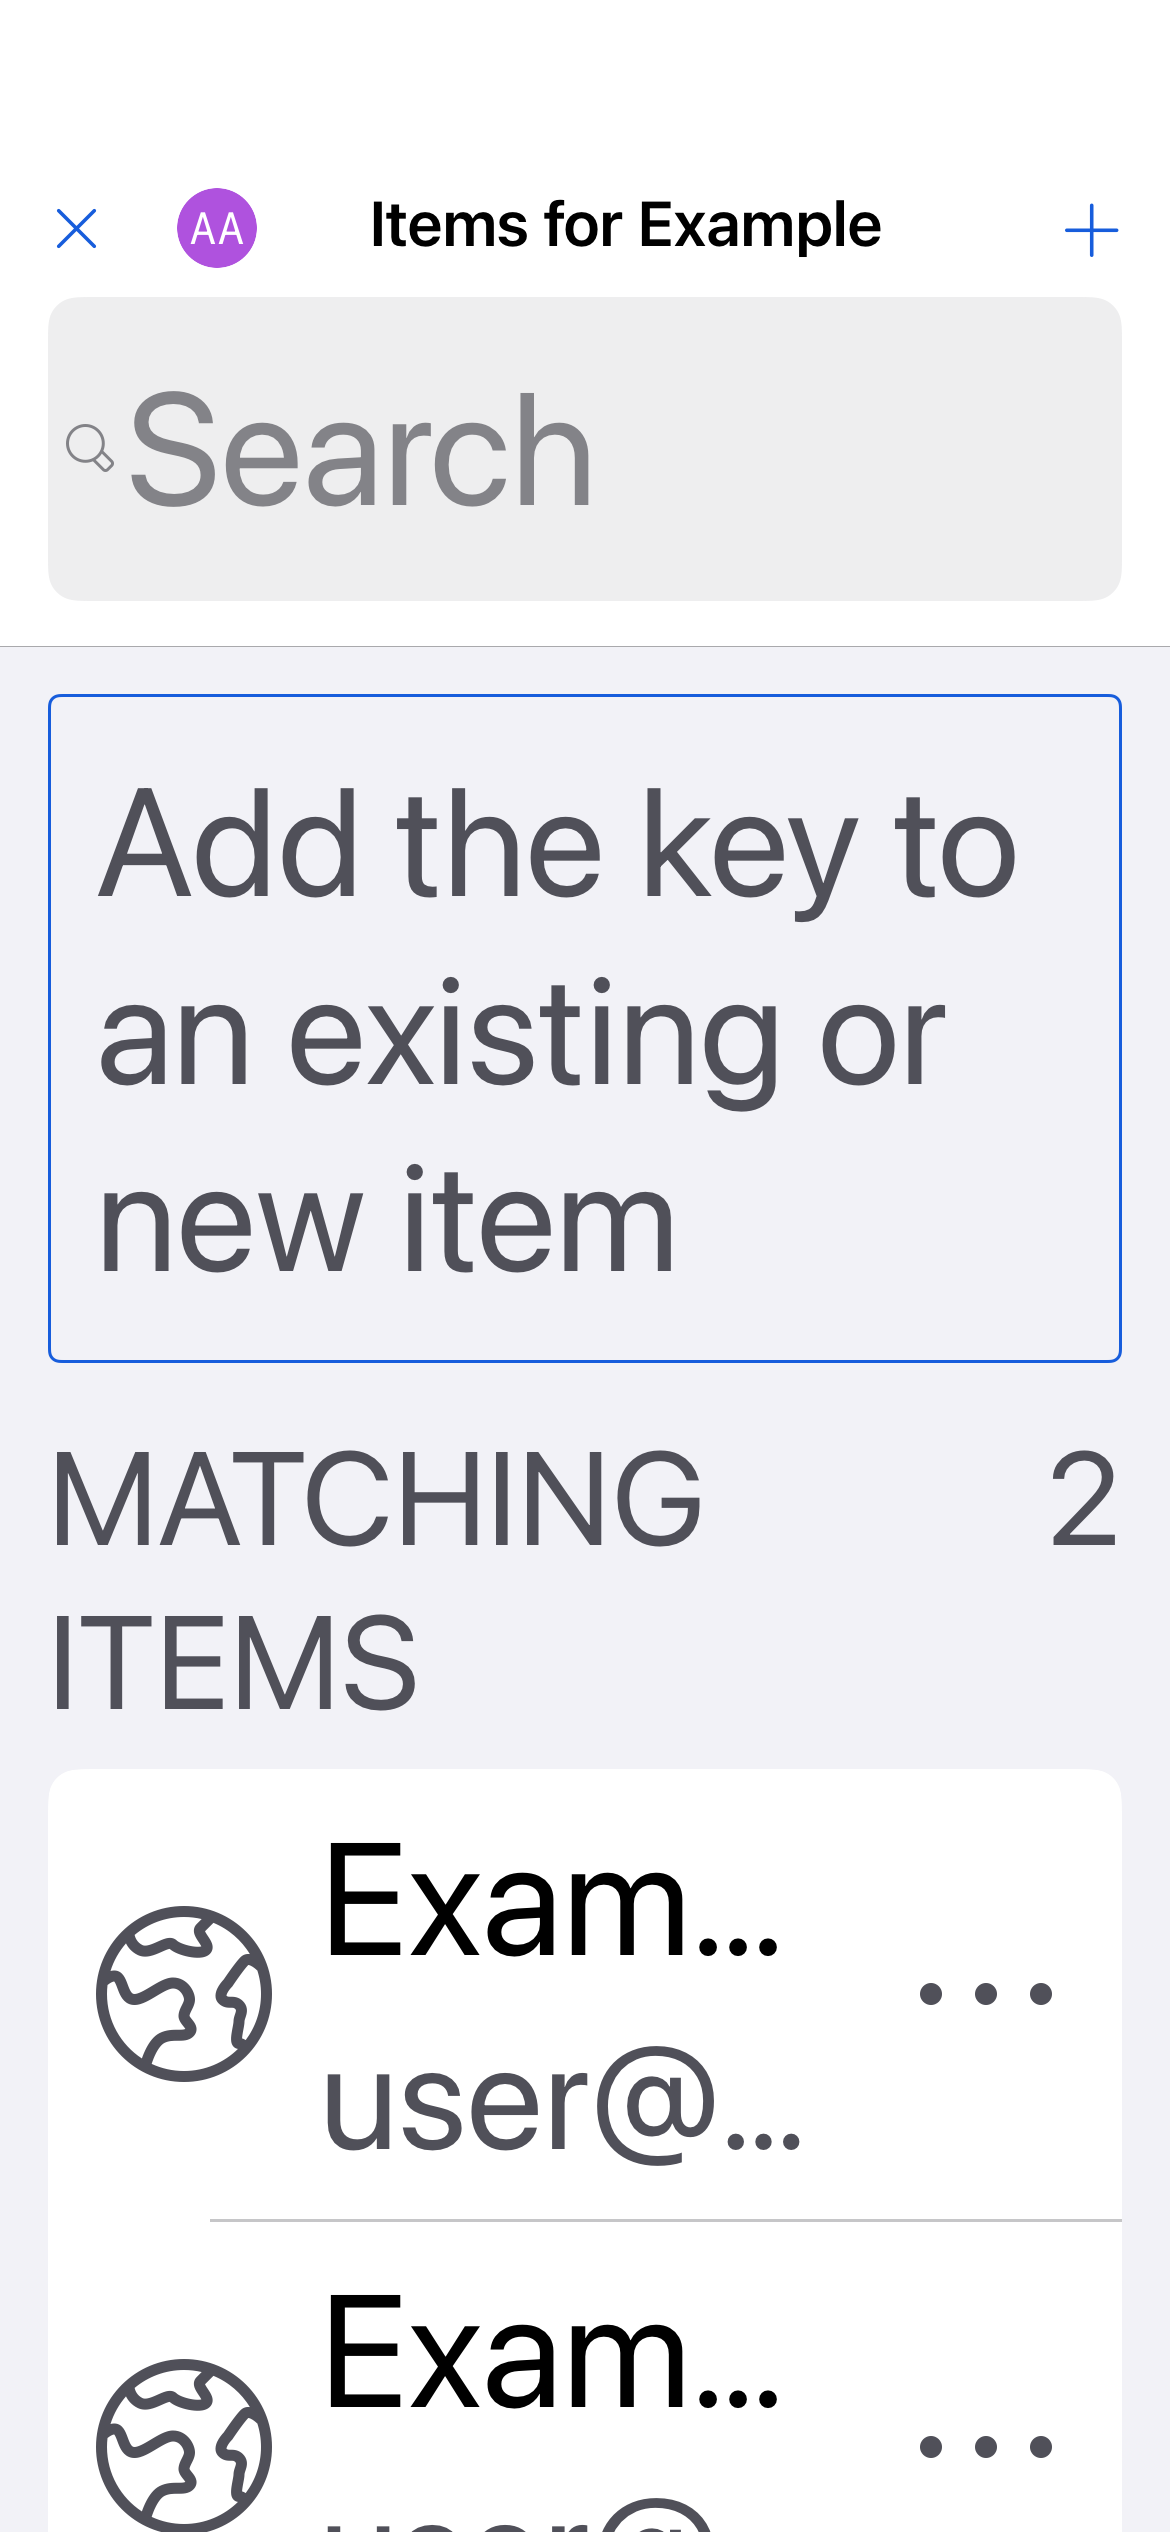 AA Items for Example
Search
Add the key to
an existing or
new item
MATCHING 2
ITEMS
Exam...
user@...
Exam...
user@